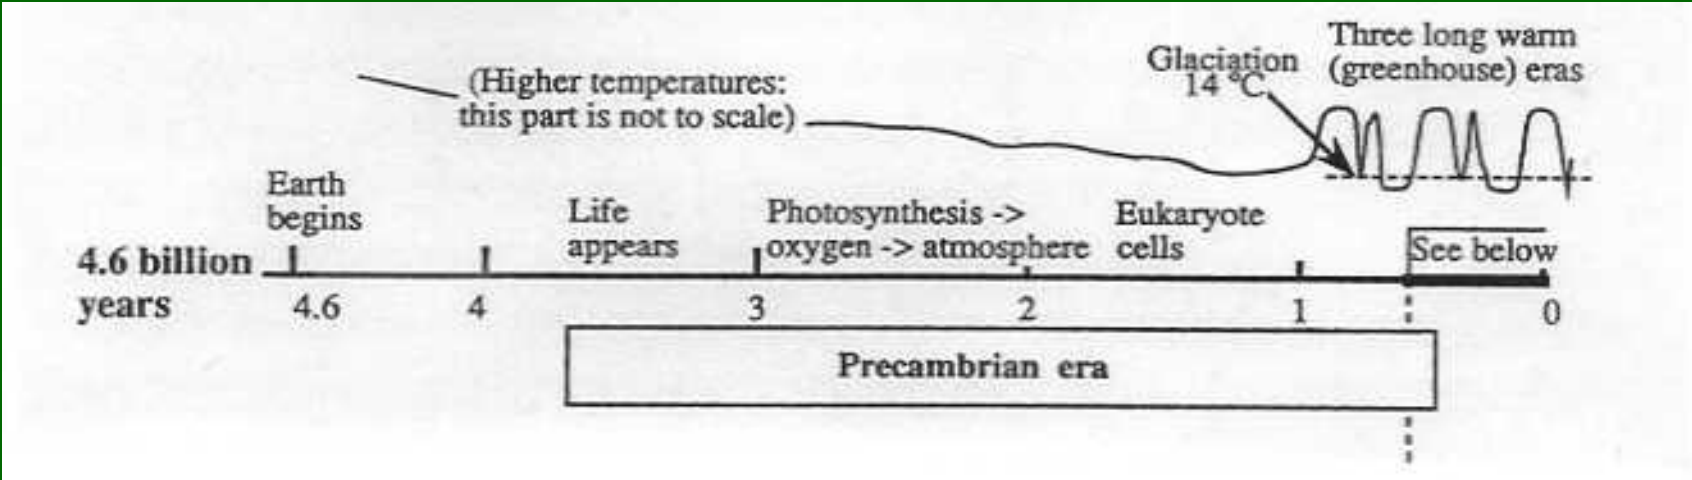 Three long warm
(greenhouse) eras
Glaciation
14 °C
(Higher temperatures:
this part is not to scale)
Earth
begins
Life
appears
Photosynthesis ->
oxygen -> atmosphere
Eukaryote
cells
See below
4.6 billion
years
4.6
4
3
2
1
0
Precambrian era